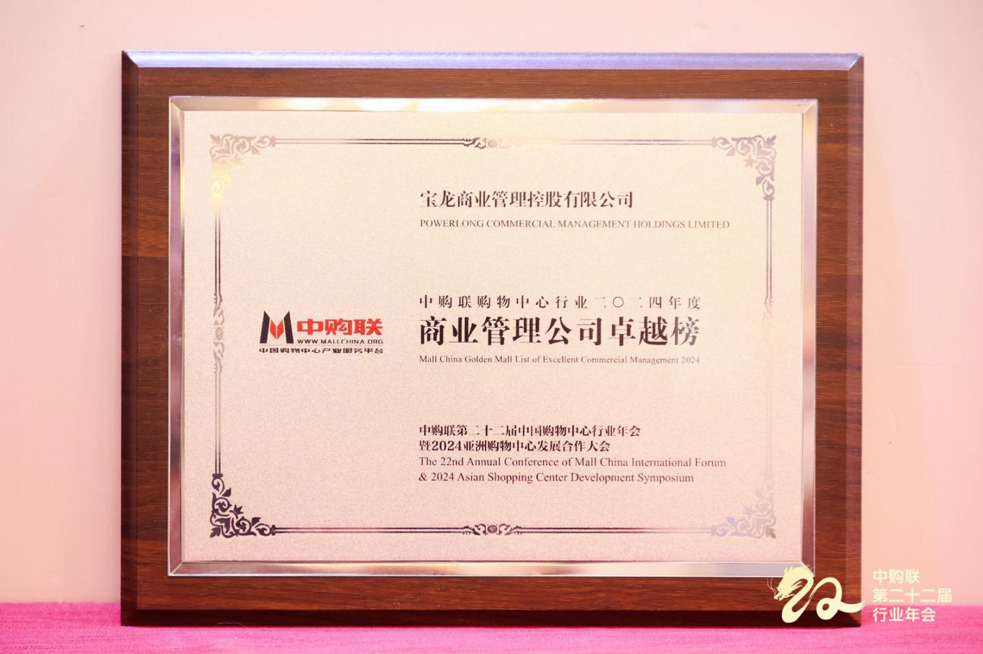 宝龙商业管理控股有限公司
POWERLONG COMMERCIAL MANAGEMENT HOLDINGS LIMITED
中购联购物中心行业二〇二四年度
商业管理公司卓越榜
Mall China Golden Mall List of Excellent Commercial Management 2024
中购联
WWW.MALLCHINA.ORG
中国购物中心产业服务平台
中购联第二十二届中国购物中心行业年会
暨2024亚洲购物中心发展合作大会
The 22nd Annual Conference of Mall China International Forum
& 2024 Asian Shopping Center Development Symposium
中购联
第二十二届
行业年会